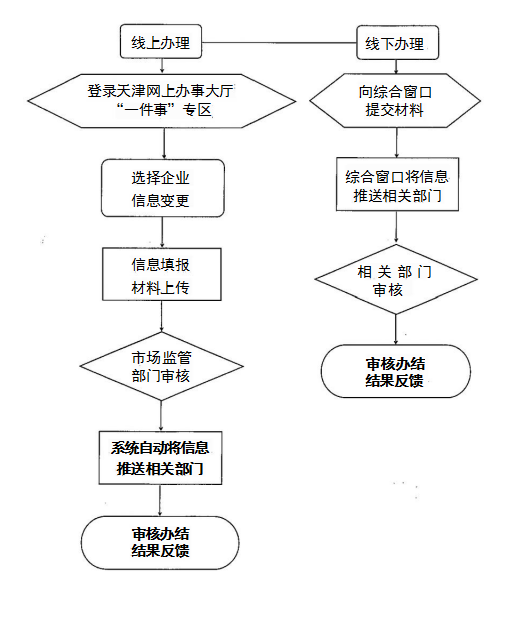 线上办理
线下办理
登录天津网上办事大厅
“一件事”专区
选择企业
信息变更
信息填报
材料上传
市场监管
部门审核
系统自动将信息
推送相关部门
审核办结
结果反馈
向综合窗口
提交材料
综合窗口将信息
推送相关部门
相关部门
审核
审核办结
结果反馈